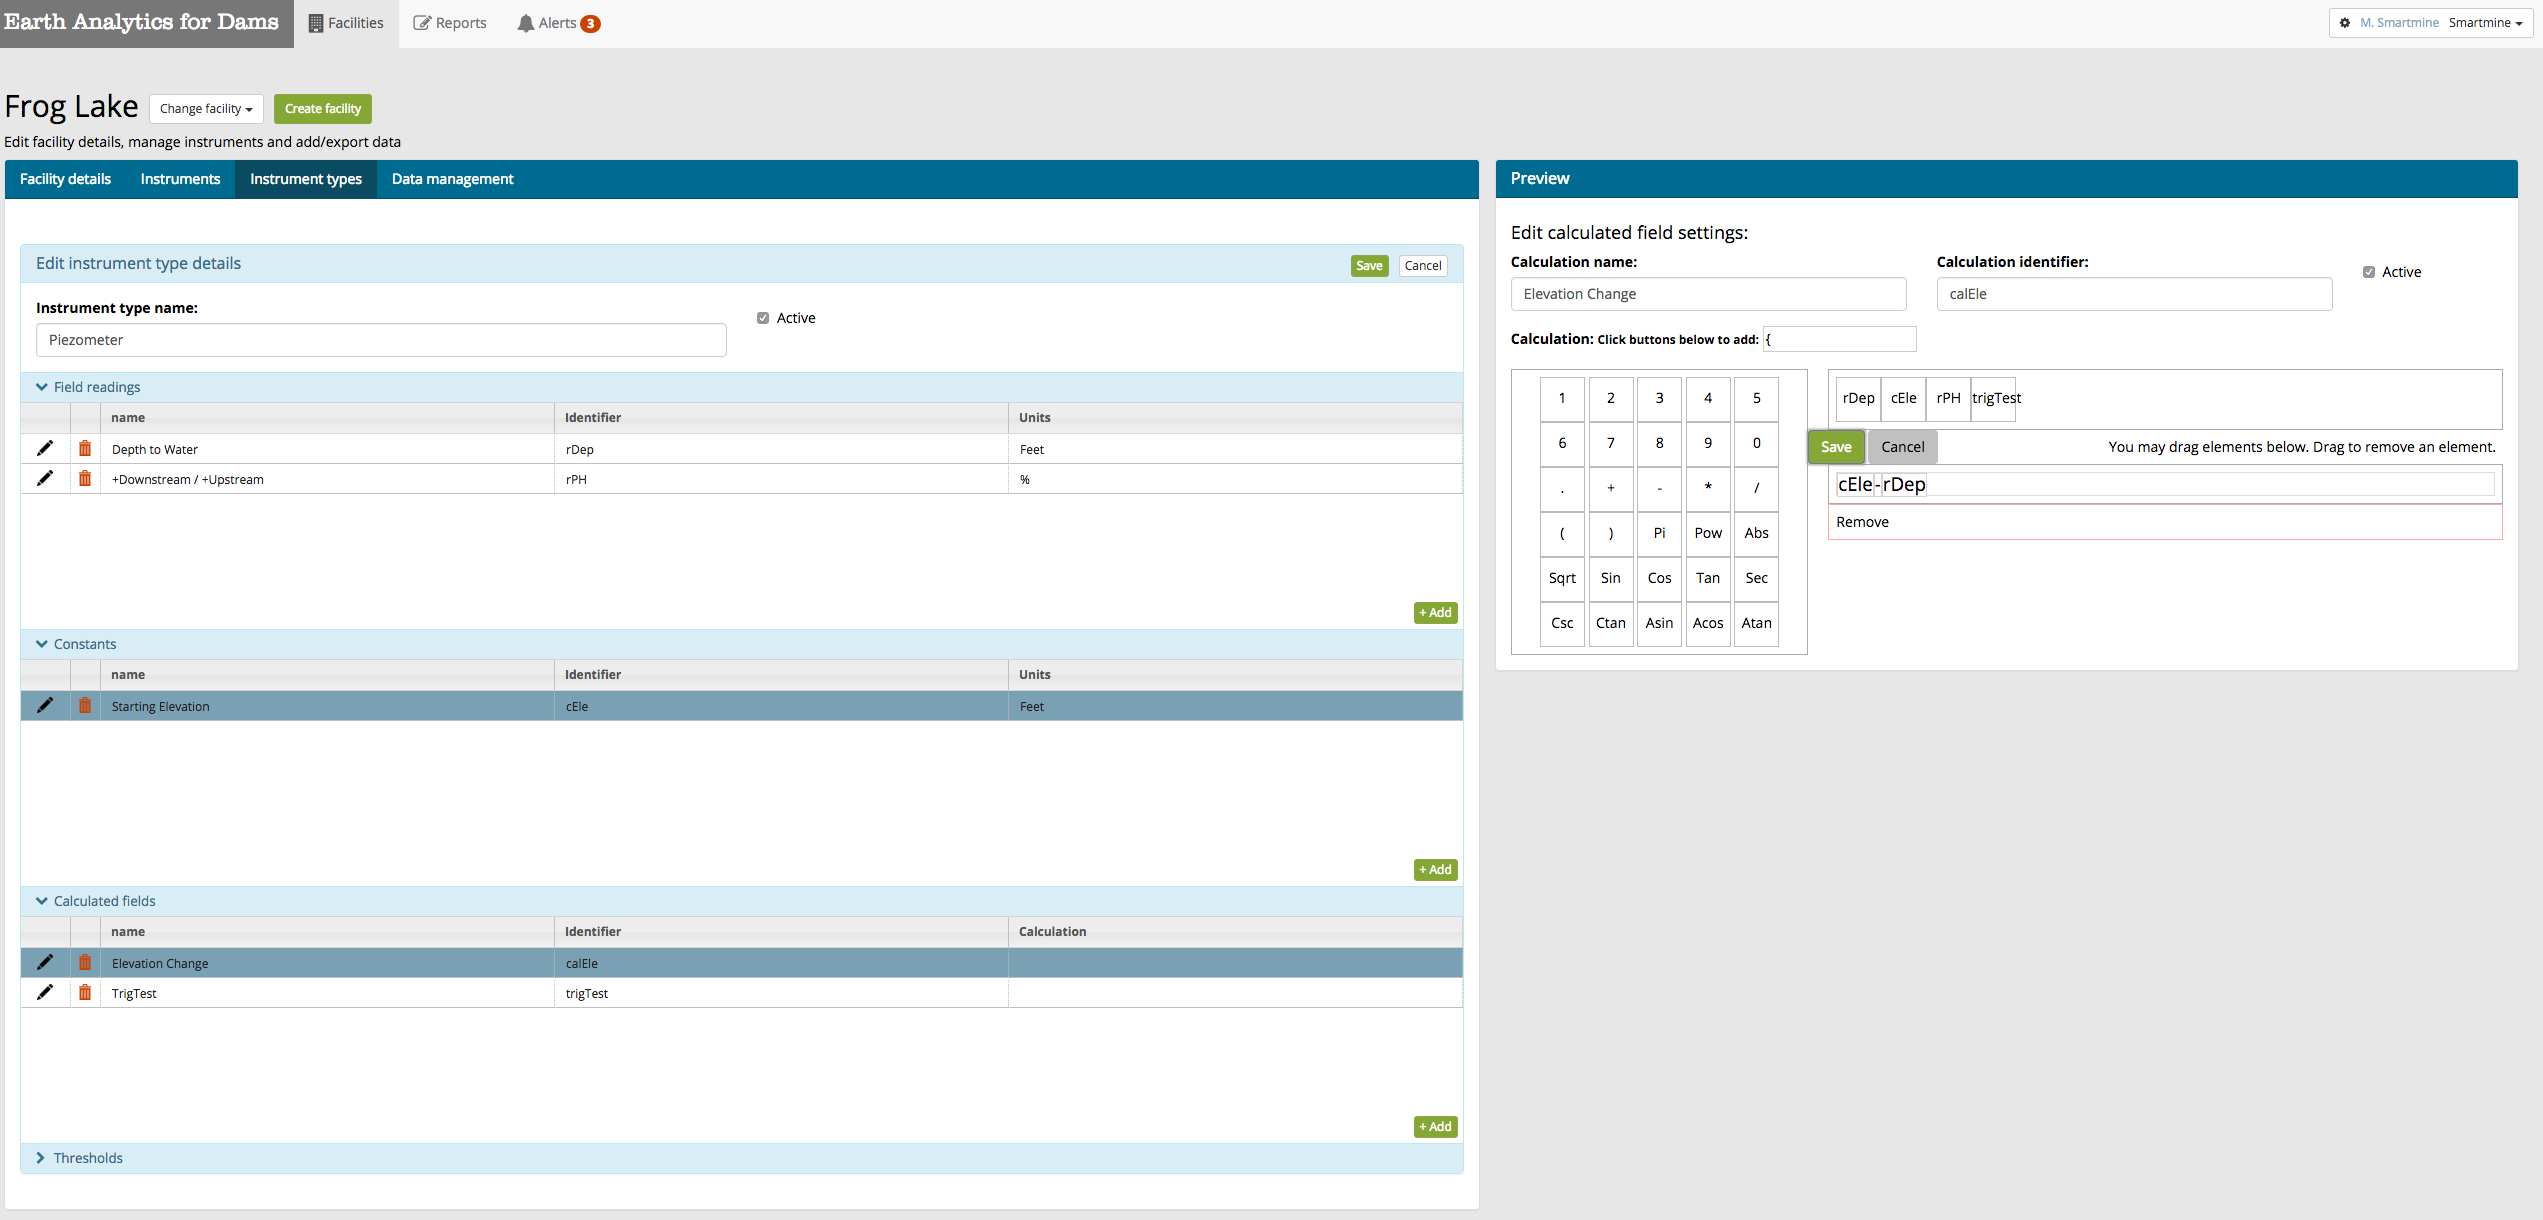 Earth Analytics for Dams Facilities Reports Alerts 3 M. Smartmine Smartmine
Frog Lake Change facility Create facility
Edit facility details, manage instruments and add/export data
Facility details Instruments Instrument types Data management
Edit instrument type details Save Cancel
Instrument type name: Active
Piezometer
Field readings
name Identifier Units
Depth to Water rDep Feet
+Downstream / +Upstream rPH %
+ Add
Constants
name Identifier Units
Starting Elevation cEle Feet
+ Add
Calculated fields
name Identifier Calculation
Elevation Change calEle
TrigTest trigTest
+ Add
Thresholds
Preview
Edit calculated field settings:
Calculation name: Calculation identifier: Active
Elevation Change calEle
Calculation: Click buttons below to add: {
1 2 3 4 5
6 7 8 9 0
. + - * /
( ) Pi Pow Abs
Sqrt Sin Cos Tan Sec
Csc Ctan Asin Acos Atan
rDep cEle rPH trigTest
Save Cancel You may drag elements below. Drag to remove an element.
cEle-rDep
Remove